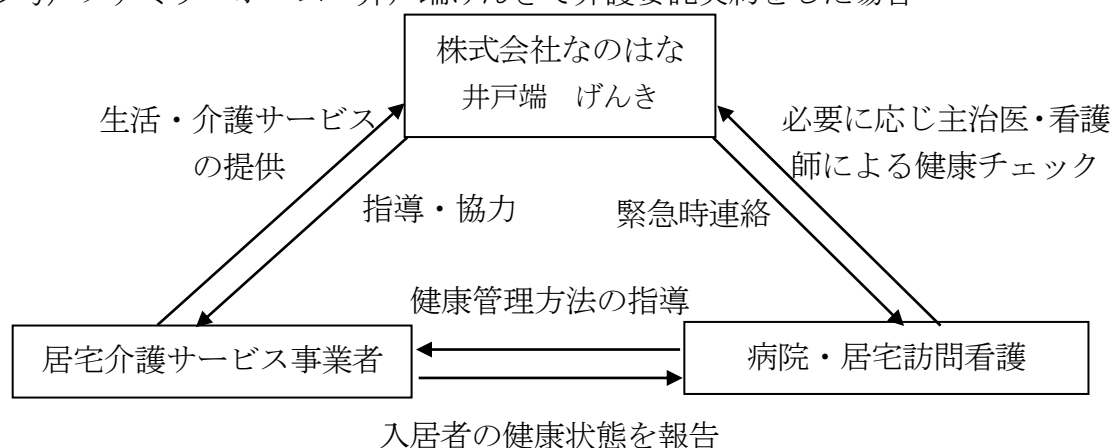 株式会社なのはな
井戸端　げんき
生活・介護サービス
の提供
必要に応じ主治医・看護
師による健康チェック
指導・協力
緊急時連絡
健康管理方法の指導
居宅介護サービス事業者
病院・居宅訪問看護
入居者の健康状態を報告